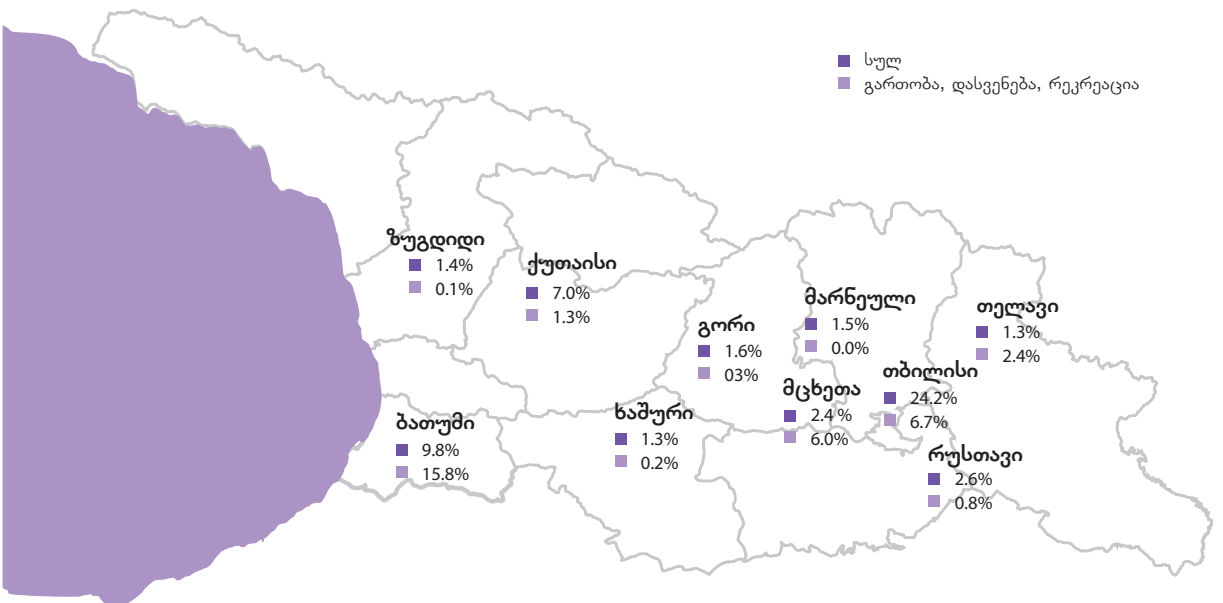 სულ
გართობა, დასვენება, რეკრეაცია
ზუგდიდი
1.4%
0.1%
ქუთაისი
7.0%
1.3%
გორი
1.6%
03%
მარნეული
1.5%
0.0%
თელავი
1.3%
2.4%
თბილისი
24.2%
6.7%
მცხეთა
2.4 %
6.0%
ხაშური
1.3%
0.2%
ბათუმი
9.8%
15.8%
რუსთავი
2.6%
0.8%